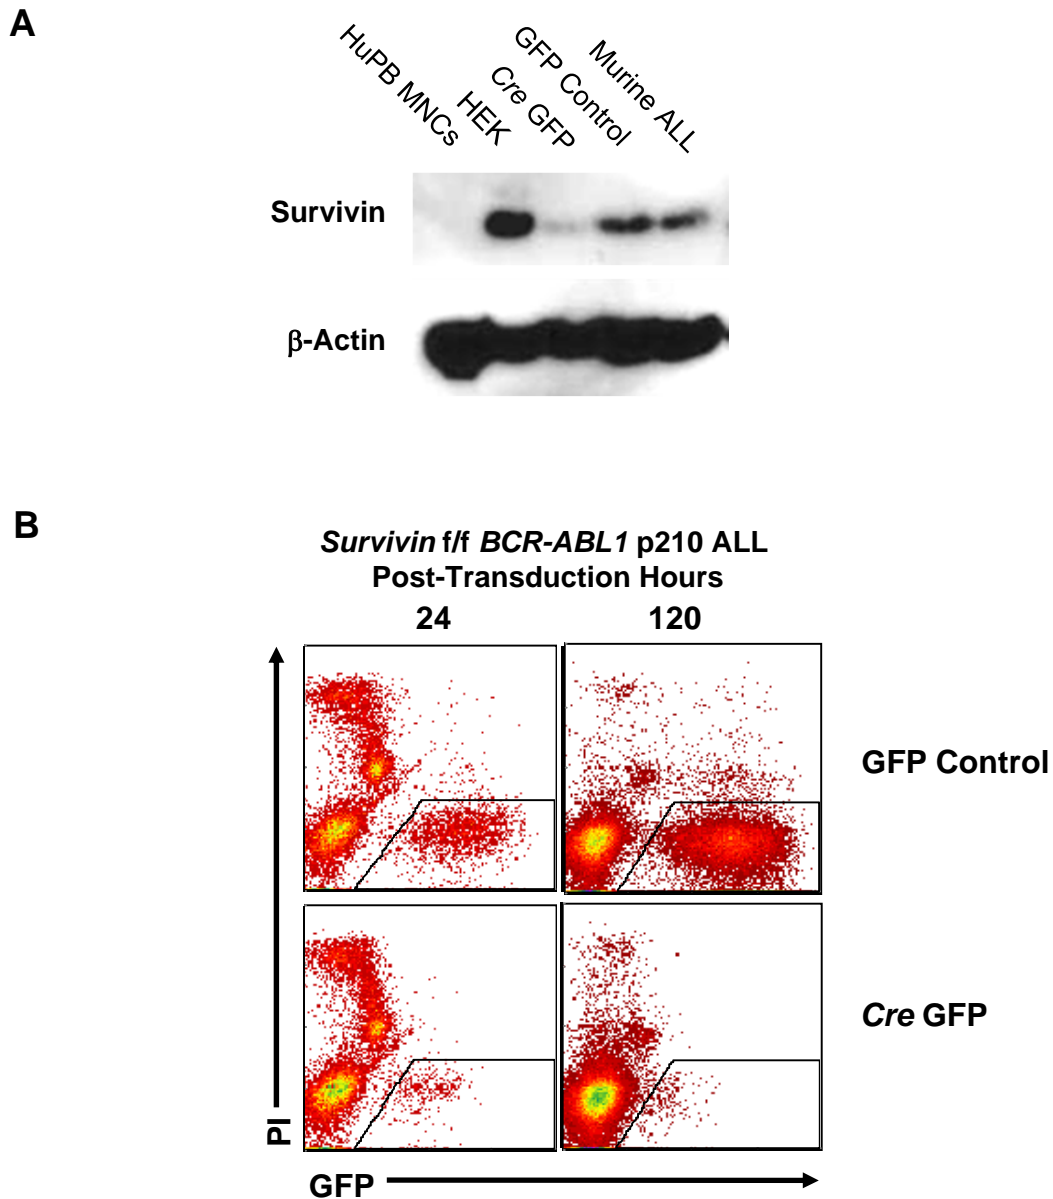 A
HuPB MNCs
HEK
Cre GFP
GFP Control
Murine ALL
Survivin
β-Actin
B
Survivin f/f BCR-ABL1 p210 ALL
Post-Transduction Hours
24 120
GFP Control
Cre GFP
PI
GFP